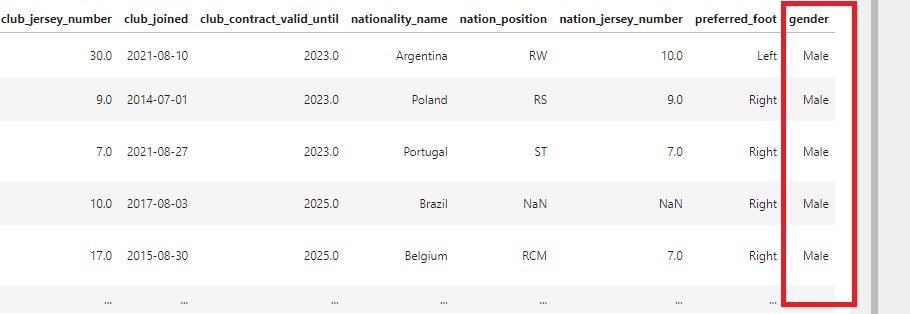 club_jersey_number club_joined club_contract_valid_until nationality_name nation_position nation_jersey_number preferred_foot gender
30.0 2021-08-10 2023.0 Argentina RW 10.0 Left Male
9.0 2014-07-01 2023.0 Poland RS 9.0 Right Male
7.0 2021-08-27 2023.0 Portugal ST 7.0 Right Male
10.0 2017-08-03 2025.0 Brazil NaN NaN Right Male
17.0 2015-08-30 2025.0 Belgium RCM 7.0 Right Male
... ... ... ... ... ... ... ...